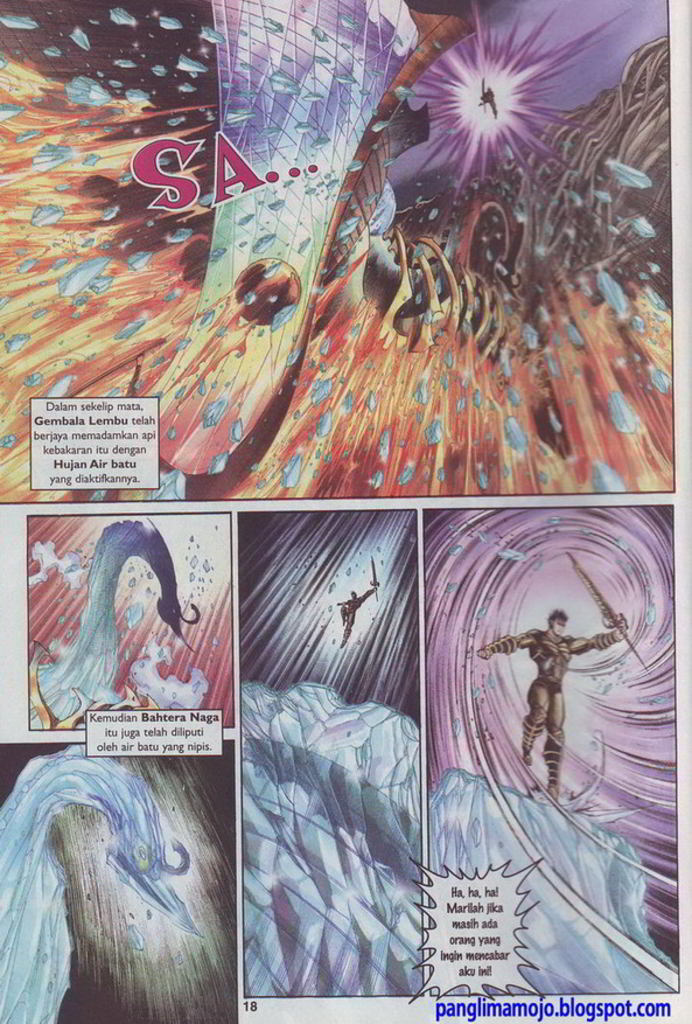 SA...
Dalam sekelip mata,
Gembala Lembu telah
berjaya memadamkan api
kebakaran itu dengan
Hujan Air batu
yang diaktifkannya.
Kemudian Bahtera Naga
itu juga telah diliputi
oleh air batu yang nipis.
Ha, ha, ha!
Marilah jika
masih ada
orang yang
ingin mencabar
aku ini!
18
panglimamojo.blogspot.com